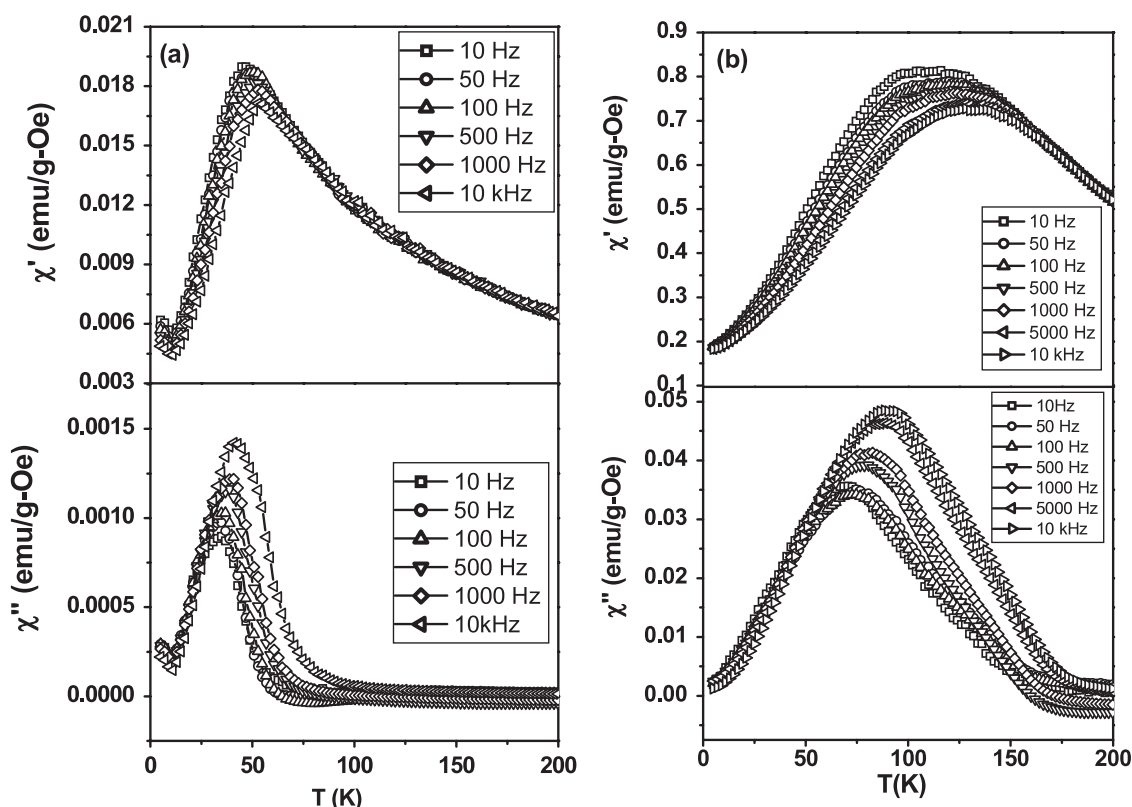 (a)
0.021
0.018
0.015
0.012
0.009
0.006
0.003
χ' (emu/g-Oe)
10 Hz
50 Hz
100 Hz
500 Hz
1000 Hz
10 kHz
0.0015
0.0010
0.0005
0.0000
χ" (emu/g-Oe)
10 Hz
50 Hz
100 Hz
500 Hz
1000 Hz
10kHz
0 50 100 150 200
T (K)
(b)
0.9
0.8
0.7
0.6
0.5
0.4
0.3
0.2
0.1
χ' (emu/g-Oe)
10 Hz
50 Hz
100 Hz
500 Hz
1000 Hz
5000 Hz
10 kHz
0.05
0.04
0.03
0.02
0.01
0.00
χ" (emu/g-Oe)
10Hz
50 Hz
100 Hz
500 Hz
1000 Hz
5000 Hz
10 kHz
0 50 100 150 200
T(K)